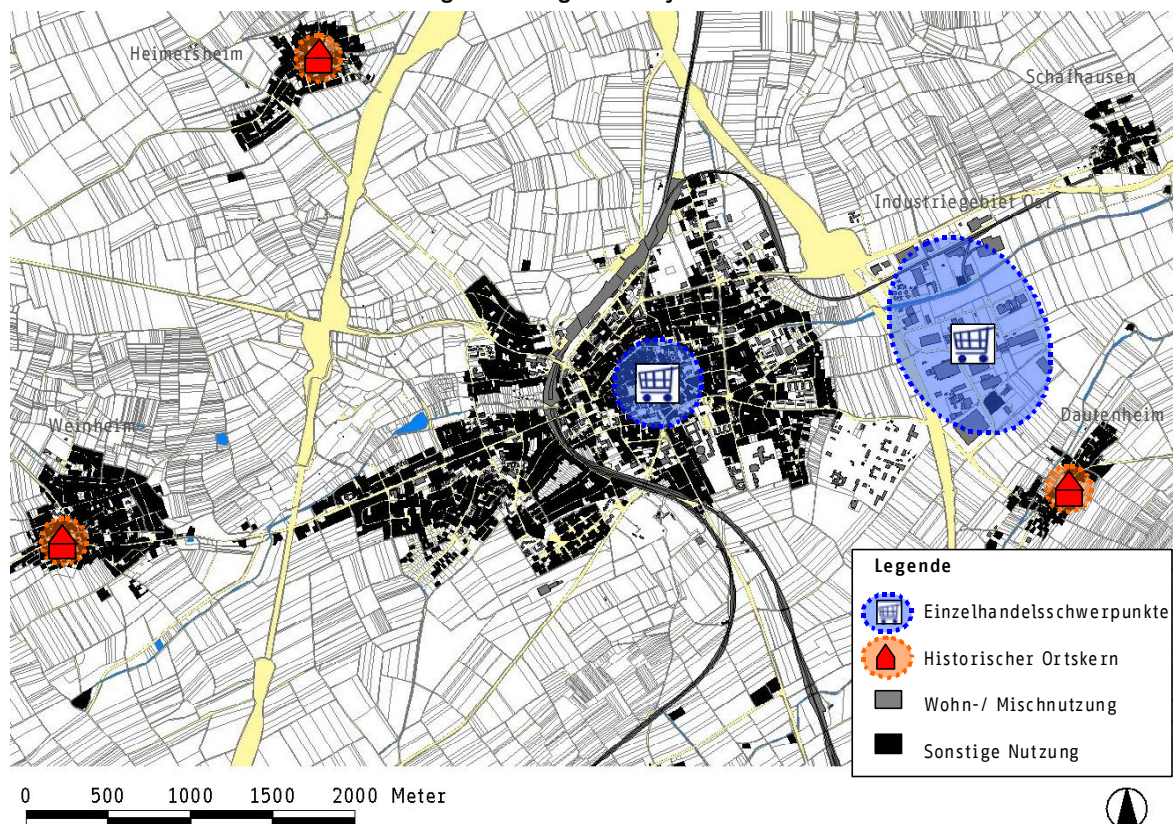 Heimersheim
Schafhausen
Industriegebiet Ost
Weinheim
Dautenheim
Legende
Einzelhandelsschwerpunkte
Historischer Ortskern
Wohn-/ Mischnutzung
Sonstige Nutzung
0 500 1000 1500 2000 Meter